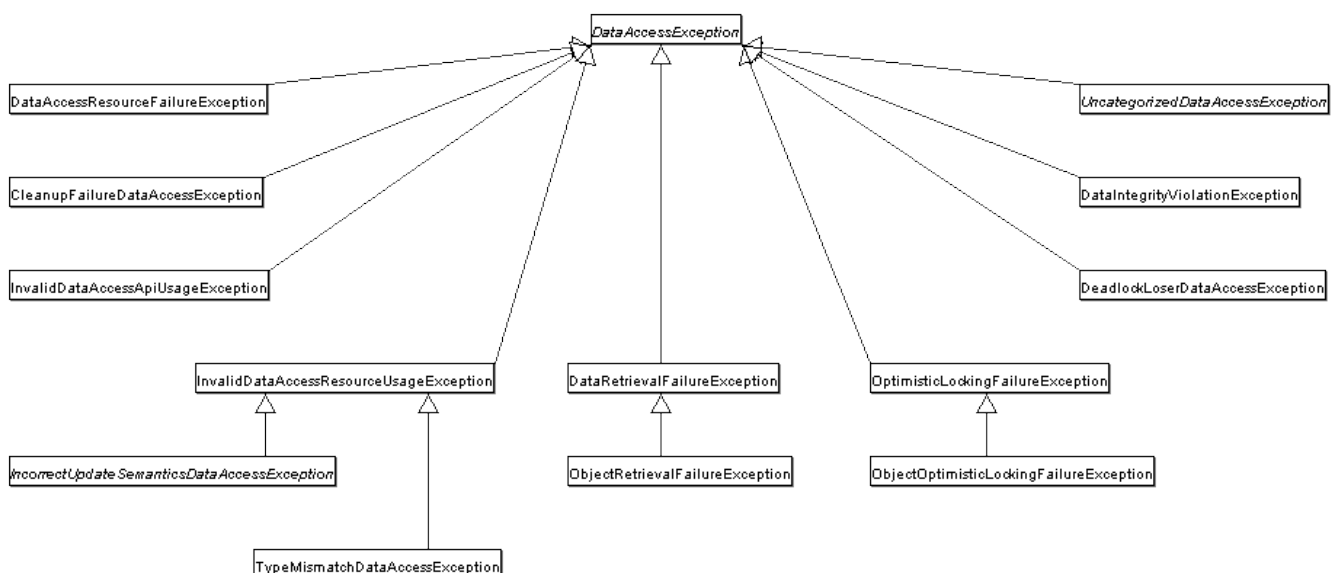 DataAccessException
DataAccessResourceFailureException
UncategorizedDataAccessException
CleanupFailureDataAccessException
DataIntegrityViolationException
InvalidDataAccessApiUsageException
DeadlockLoserDataAccessException
InvalidDataAccessResourceUsageException
DataRetrievalFailureException
OptimisticLockingFailureException
IncorrectUpdateSemanticsDataAccessException
ObjectRetrievalFailureException
ObjectOptimisticLockingFailureException
TypeMismatchDataAccessException